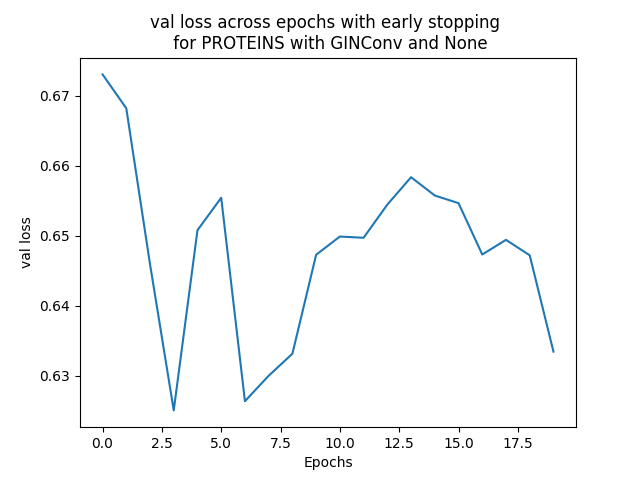 val loss across epochs with early stopping
for PROTEINS with GINConv and None
0.67
0.66
0.65
0.64
0.63
val loss
0.0 2.5 5.0 7.5 10.0 12.5 15.0 17.5
Epochs